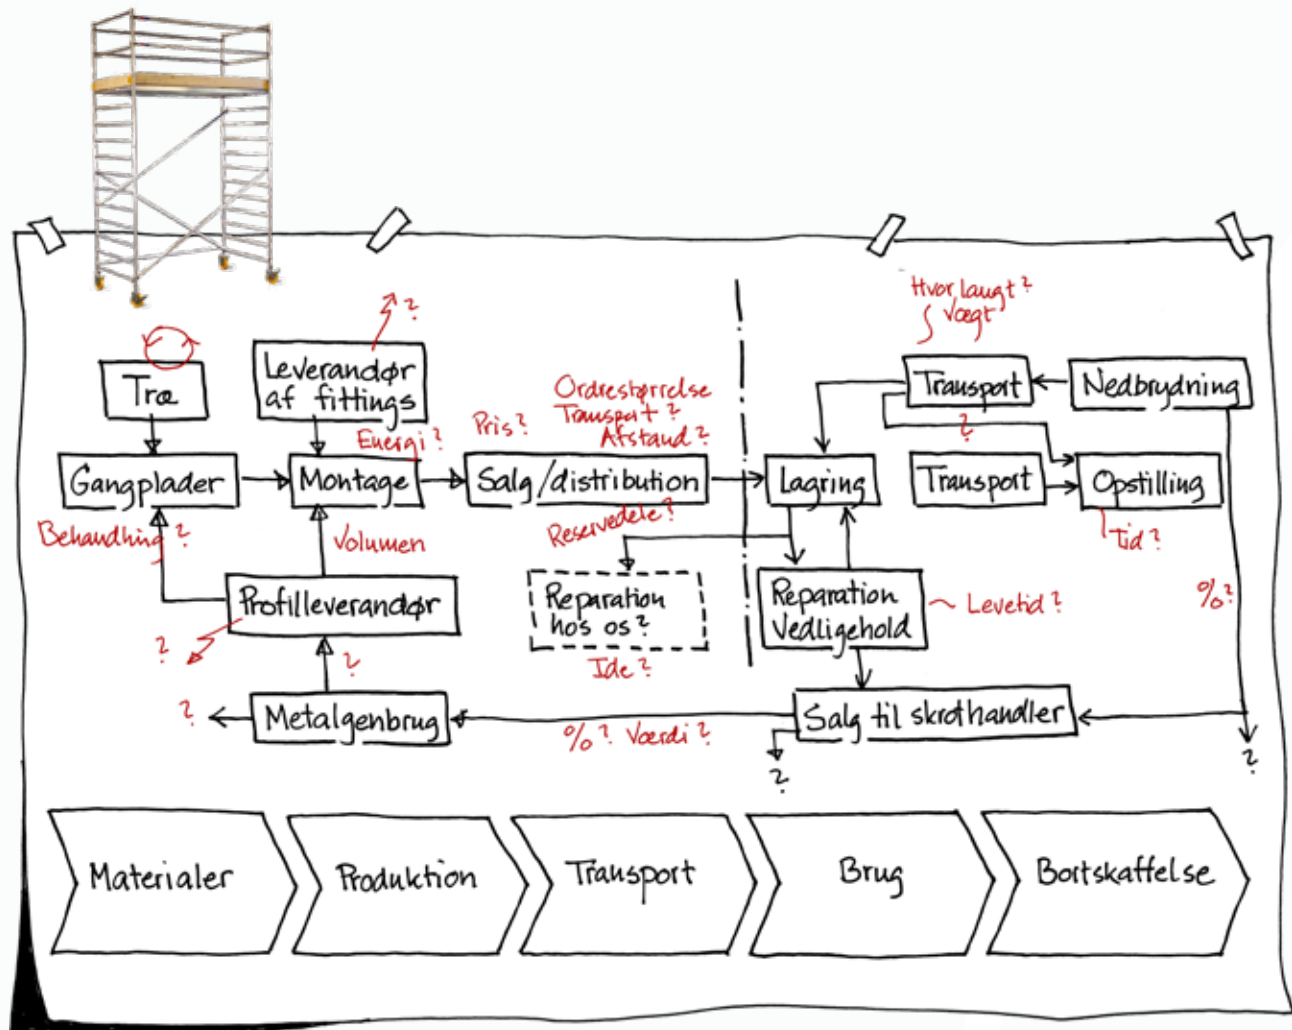 Hvor langt?
Vægt
?
Træ
Leverandør
af fittings
Transport
Nedbrydning
Ordrestørrelse
Transport?
Afstand?
Pris?
Energi?
?
Gangplader
Montage
Salg/distribution
Lagring
Transport
Opstilling
Behandling?
Volumen
Reservedele?
Tid?
Profilleverandør
Reparation
hos os?
Reparation
Vedligehold
Levetid?
%?
?
?
Ide?
?
Metalgenbrug
%? Værdi?
Salg til skrothandler
?
?
Materialer
Produktion
Transport
Brug
Bortskaffelse